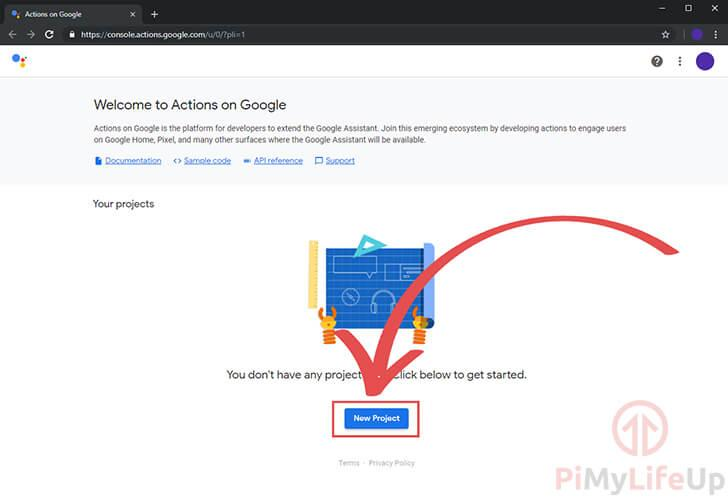 Actions on Google
https://console.actions.google.com/u/0/?pli=1
Welcome to Actions on Google
Actions on Google is the platform for developers to extend the Google Assistant. Join this emerging ecosystem by developing actions to engage users
on Google Home, Pixel, and many other surfaces where the Google Assistant will be available.
Documentation Sample code API reference Support
Your projects
You don't have any project Click below to get started.
New Project
Terms - Privacy Policy
PiMyLifeUp